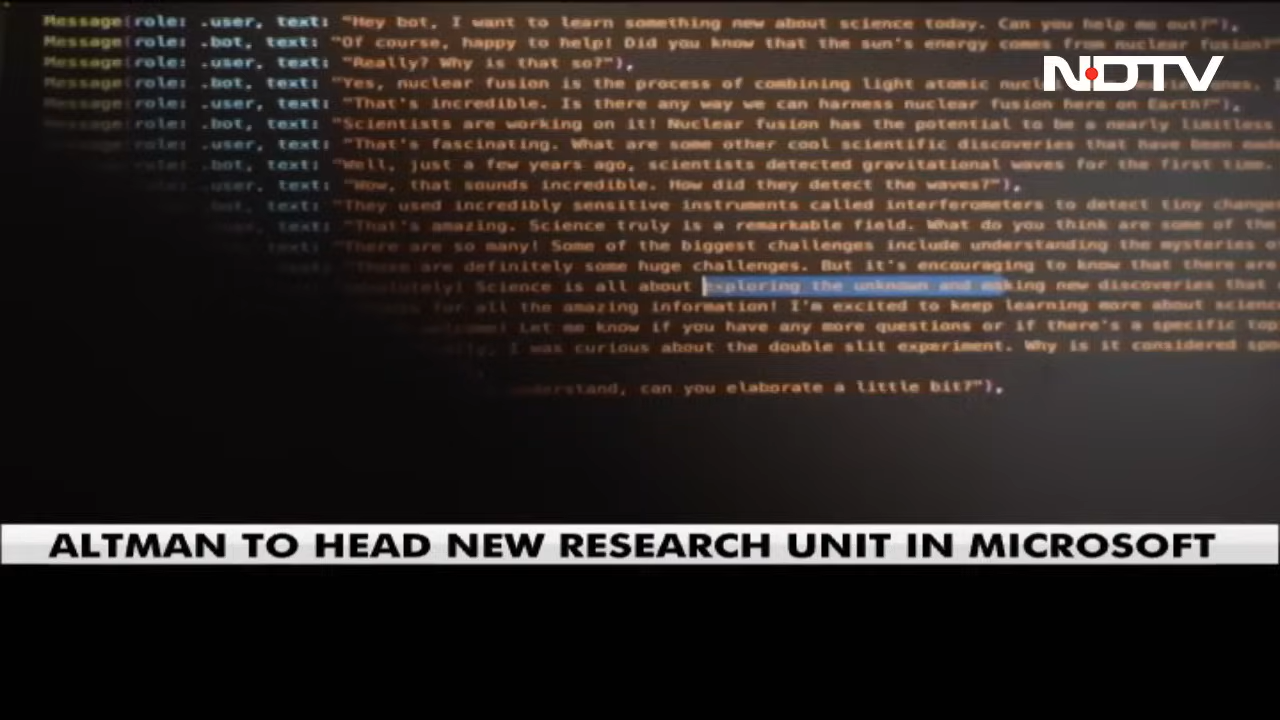 Message(role: .user, text: "Hey bot, I want to learn something new about science today. Can you help me out?"),
Message(role: .bot, text: "Of course, happy to help! Did you know that the sun's energy comes from nuclear fusion?"
Message(role: .user, text: "Really? Why is that so?"),
Message(role: .bot, text: "Yes, nuclear fusion is the process of combining light atomic
NDTV
Message(role: .user, text: "That's incredible. Is there any way we can harness nuclear fusion here on Earth?"),
Message(role: .bot, text: "Scientists are working on it! Nuclear fusion has the potential to be a nearly limitless
Message(role: .user, text: "That's fascinating. What are some other cool scientific discoveries that have been
role: .bot, text: "Well, just a few years ago, scientists detected gravitational waves for the first time.
.user, text: "Wow, that sounds incredible. How did they detect the waves?"),
.bot, text: "They used incredibly sensitive instruments called interferometers to detect tiny
text: "That's amazing. Science truly is a remarkable field. What do you think are some of the
text: "There are so many! Some of the biggest challenges include understanding the mysteries
"Those are definitely some huge challenges. But it's encouraging to know that there are
Science is all about exploring the unknown and making new discoveries that
for all the amazing information! I'm excited to keep learning more about
Let me know if you have any more questions or if there's a specific
I was curious about the double slit experiment. Why is it considered
understand, can you elaborate a little bit?"),
ALTMAN TO HEAD NEW RESEARCH UNIT IN MICROSOFT